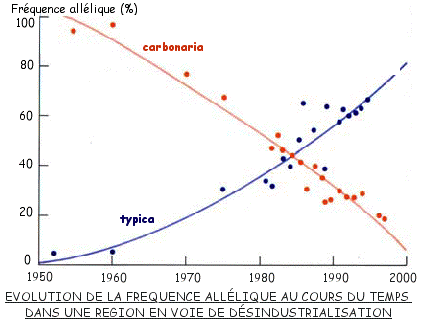 Fréquence allélique (%)
100
carbonaria
80
60
40
20
typica
0
1950 1960 1970 1980 1990 2000
EVOLUTION DE LA FREQUENCE ALLÉLIQUE AU COURS DU TEMPS
DANS UNE REGION EN VOIE DE DÉSINDUSTRIALISATION